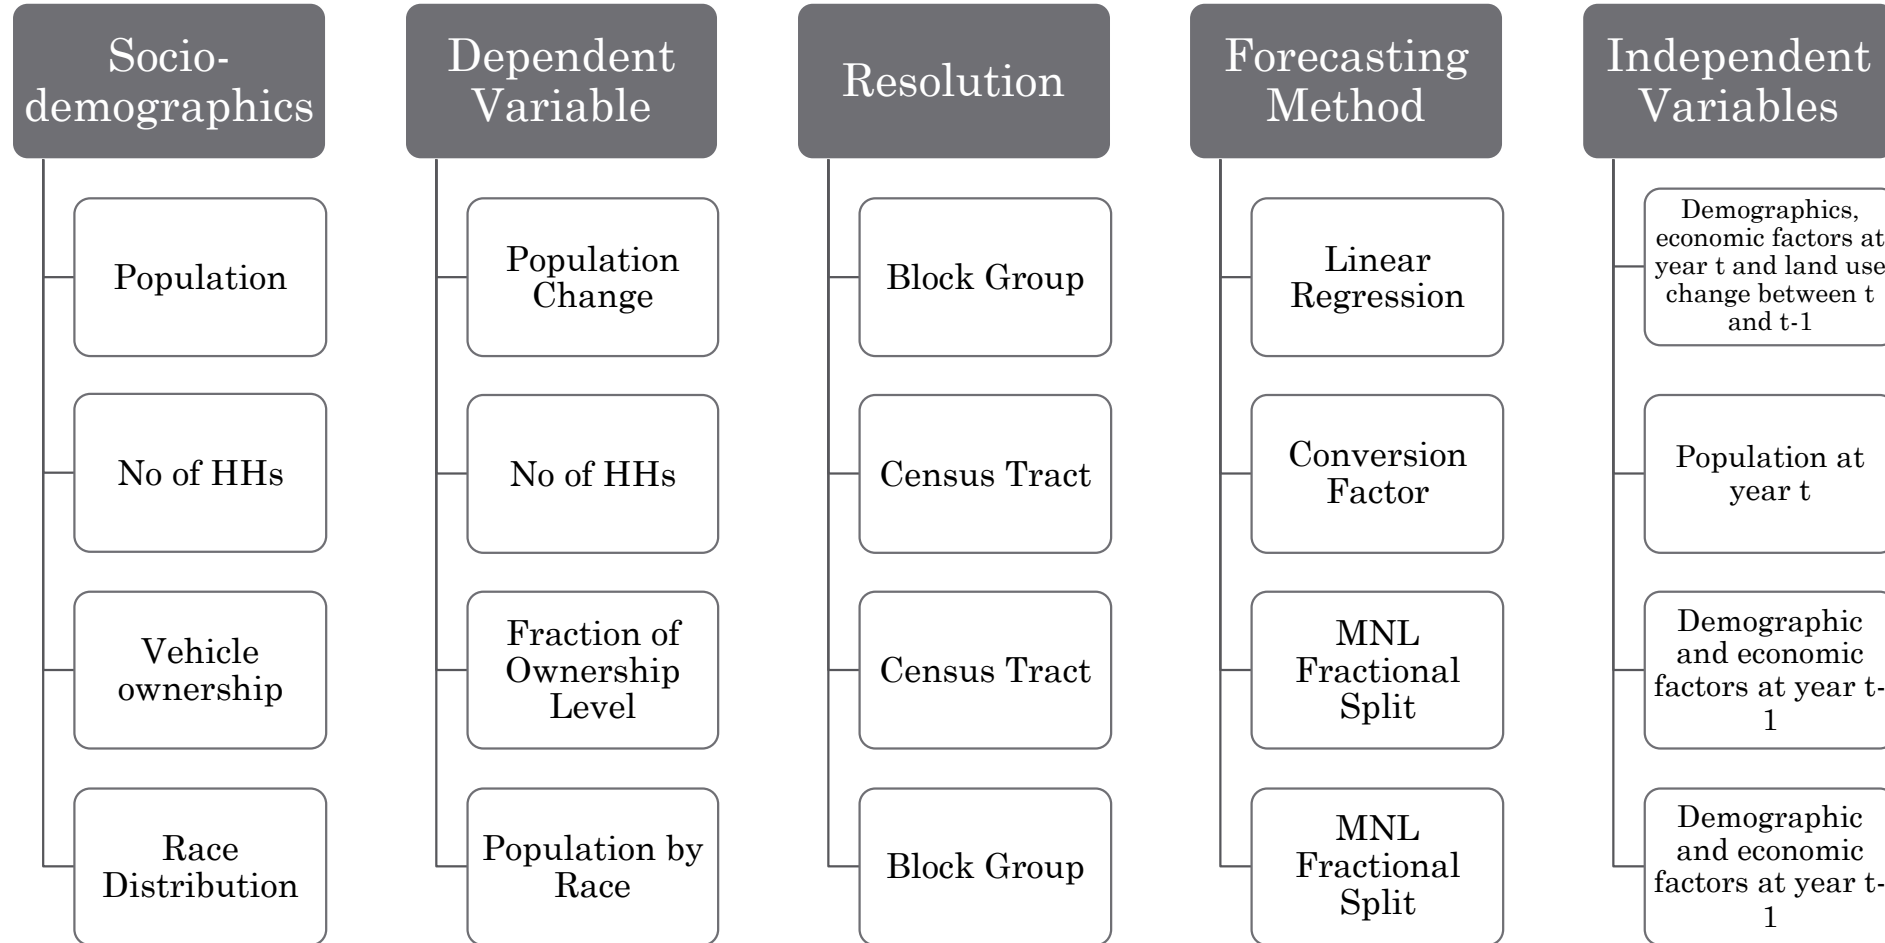 Socio-
demographics
Population
No of HHs
Vehicle
ownership
Race
Distribution
Dependent
Variable
Population
Change
No of HHs
Fraction of
Ownership
Level
Population by
Race
Resolution
Block Group
Census Tract
Census Tract
Block Group
Forecasting
Method
Linear
Regression
Conversion
Factor
MNL
Fractional
Split
MNL
Fractional
Split
Independent
Variables
Demographics,
economic factors at
year t and land use
change between t
and t-1
Population at
year t
Demographic
and economic
factors at year t-
1
Demographic
and economic
factors at year t-
1